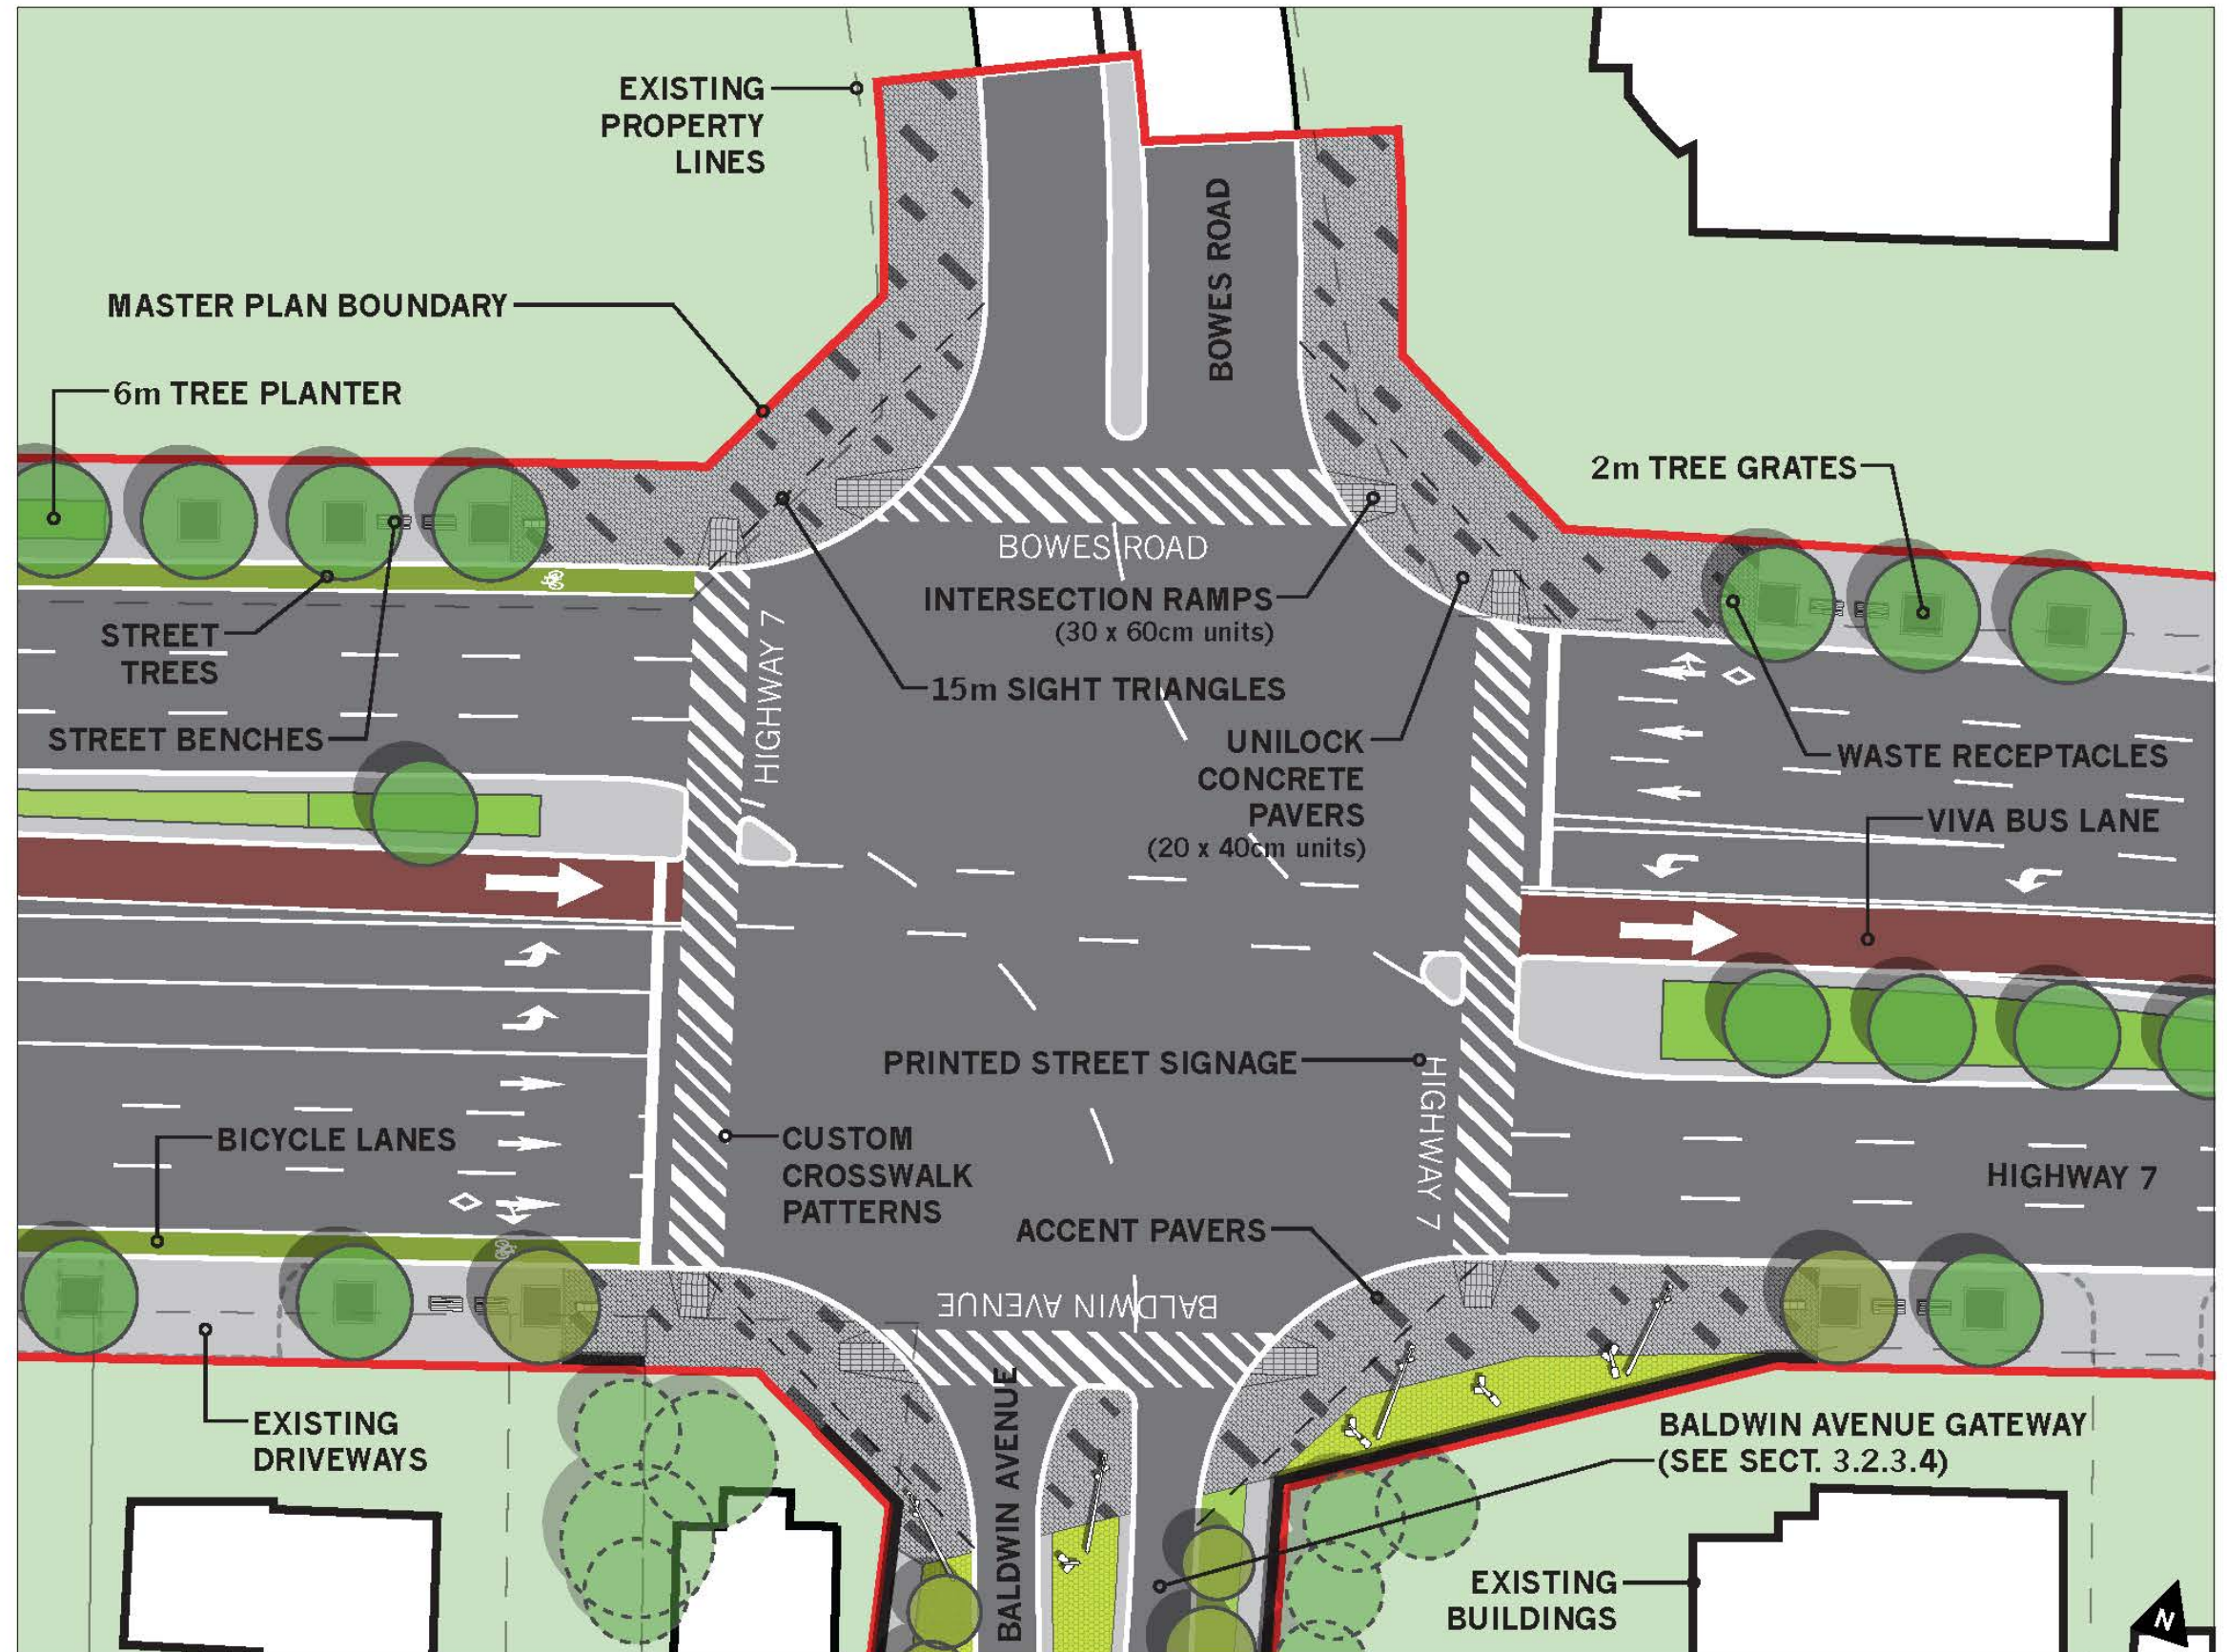 EXISTING
PROPERTY
LINES
BOWES ROAD
MASTER PLAN BOUNDARY
6m TREE PLANTER
2m TREE GRATES
BOWES ROAD
INTERSECTION RAMPS
(30 x 60cm units)
STREET
TREES
HIGHWAY 7
15m SIGHT TRIANGLES
STREET BENCHES
UNILOCK
CONCRETE
PAVERS
(20 x 40cm units)
WASTE RECEPTACLES
VIVA BUS LANE
PRINTED STREET SIGNAGE
HIGHWAY 7
BICYCLE LANES
CUSTOM
CROSSWALK
PATTERNS
HIGHWAY 7
ACCENT PAVERS
BALDWIN AVENUE
BALDWIN AVENUE
EXISTING
DRIVEWAYS
BALDWIN AVENUE GATEWAY
(SEE SECT. 3.2.3.4)
EXISTING
BUILDINGS
N